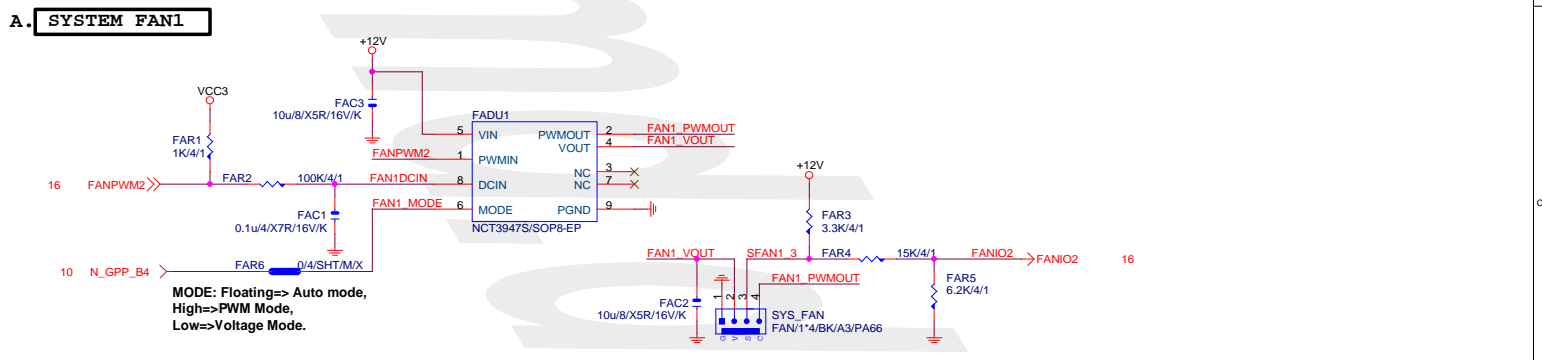 A. SYSTEM FAN1
+12V
VCC3
FAC3
10u/8/X5R/16V/K
FADU1
FAR1
1K/4/1
5 VIN
PWMOUT 2 FAN1_PWMOUT
VOUT 4 FAN1_VOUT
FANPWM2 1 PWMIN
NC 3
+12V
16 FANPWM2 FAR2 100K/4/1 FAN1DCIN 8 DCIN
NC 7
FAN1_MODE 6 MODE
PGND 9
FAC1
0.1u/4/X7R/16V/K
NCT3947S/SOP8-EP
FAR3
3.3K/4/1
FAN1_VOUT
SFAN1_3 FAR4 15K/4/1 FANIO2 FANIO2 16
10 N_GPP_B4 FAR6 0/4/SHT/M/X
FAN1_PWMOUT
FAR5
6.2K/4/1
MODE: Floating=> Auto mode,
High=>PWM Mode,
Low=>Voltage Mode.
FAC2
10u/8/X5R/16V/K
1 2 3 4
SYS_FAN
FAN/1*4/BK/A3/PA66
G V S C
C